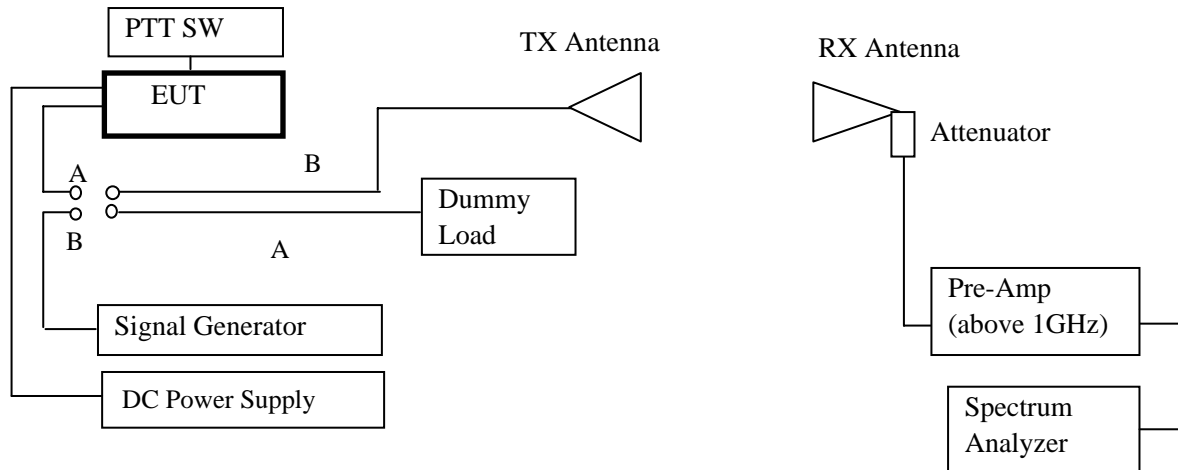 PTT SW
EUT
TX Antenna
RX Antenna
Attenuator
A
B
B
A
Dummy
Load
Signal Generator
DC Power Supply
Pre-Amp
(above 1GHz)
Spectrum
Analyzer